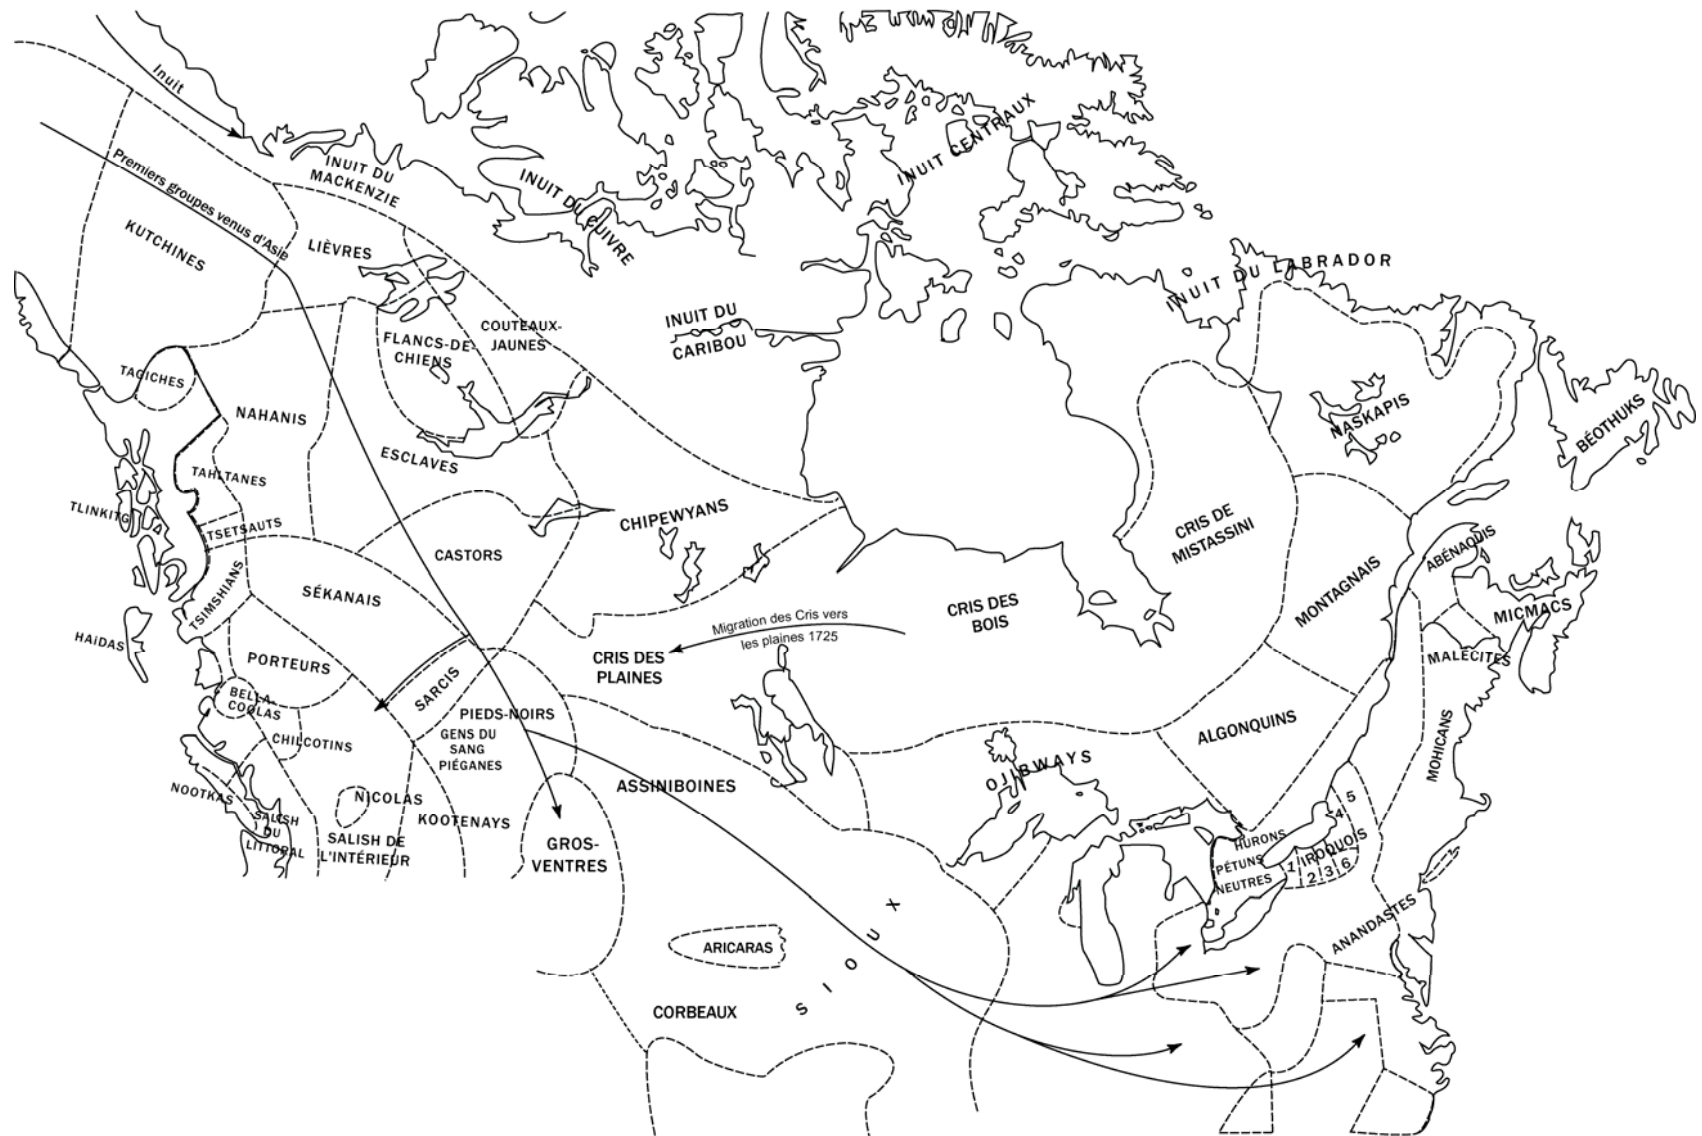 Inuit
Premiers groupes venus d'Asie
INUIT DU
MACKENZIE
INUIT DU CUIVRE
INUIT CENTRAUX
KUTCHINES
LIÈVRES
INUIT DU LABRADOR
COUTEAUX-
JAUNES
FLANCS-DE-
CHIENS
INUIT DU
CARIBOU
TAGICHES
NAHANIS
NASKAPIS
BÉOTHUKS
ESCLAVES
TAHLTANES
TLINKITG
TSETSAUTS
CHIPEWYANS
CRIS DE
MISTASSINI
ABÉNAQUIS
CASTORS
SÉKANAIS
TSIMSHIANS
MONTAGNAIS
MICMACS
CRIS DES
BOIS
Migration des Cris vers
les plaines 1725
HAïDAS
PORTEURS
CRIS DES
PLAINES
MALÉCITES
SARCIS
BELLA-
COOLAS
PIEDS-NOIRS
GENS DU
SANG
PIÉGANES
CHILCOTINS
ALGONQUINS
MOHICANS
OJIBWAYS
ASSINIBOINES
NOOTKAS
NICOLAS
SALISH
DU
LITTORAL
KOOTENAYS
SALISH DE
L'INTÉRIEUR
GROS-
VENTRES
HURONS
PÉTUNS
NEUTRES
IROQUOIS
5
4
1
2
3
6
ANANDASTES
ARICARAS
SIOUX
CORBEAUX